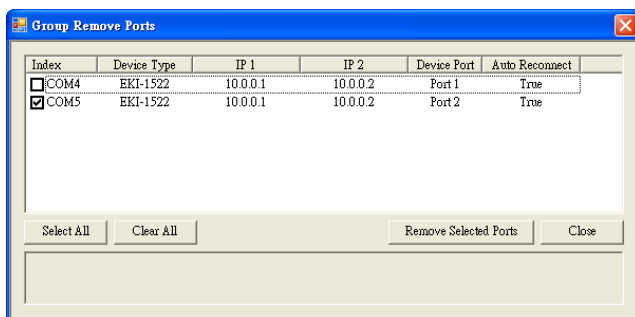 Group Remove Ports
Index Device Type IP 1 IP 2 Device Port Auto Reconnect
COM4 EKI-1522 10.0.0.1 10.0.0.2 Port 1 True
COM5 EKI-1522 10.0.0.1 10.0.0.2 Port 2 True
Select All Clear All Remove Selected Ports Close